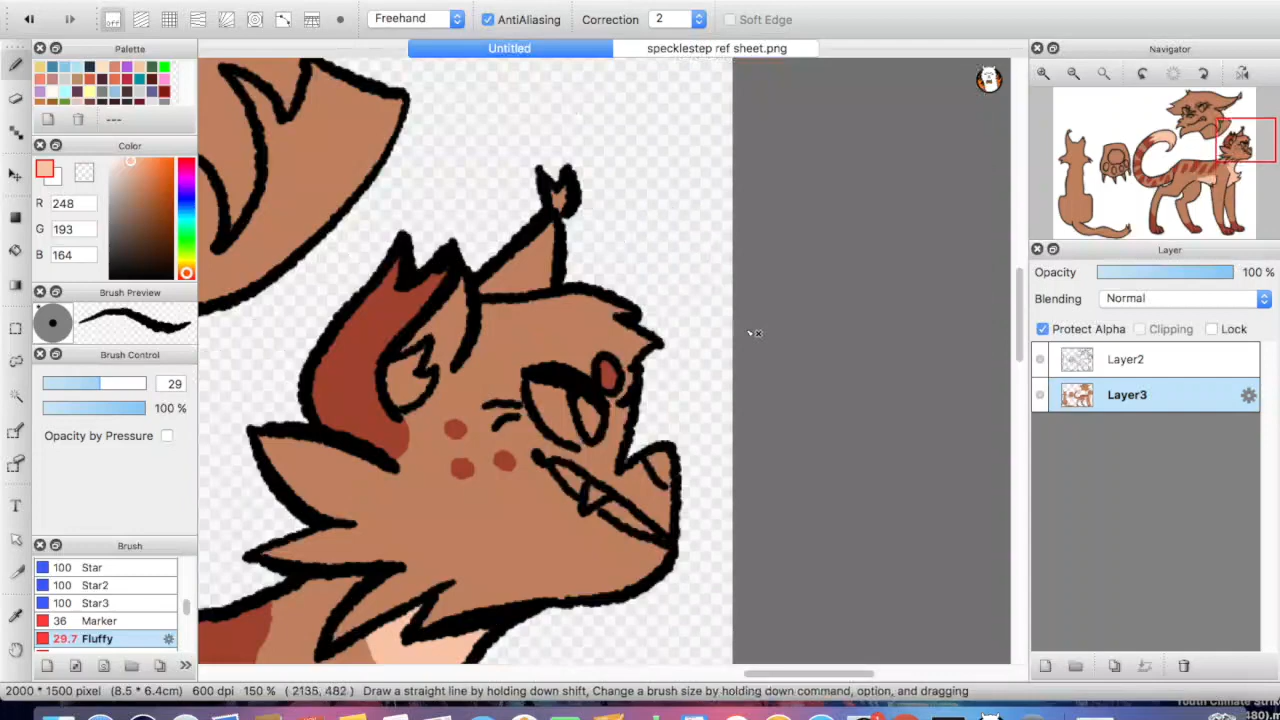 off
Freehand
AntiAliasing
Correction
2
Soft Edge
Palette
Untitled
specklestep ref sheet.png
Navigator
---
Color
R
248
G
193
B
164
Layer
Opacity
100 %
Blending
Normal
Protect Alpha
Clipping
Lock
Layer2
Layer3
Brush Preview
Brush Control
29
100 %
Opacity by Pressure
T
Brush
100 Star
100 Star2
100 Star3
36 Marker
29.7 Fluffy
2000 * 1500 pixel (8.5 * 6.4cm) 600 dpi 150 % ( 2135, 482 ) Draw a straight line by holding down shift, Change a brush size by holding down command, option, and dragging